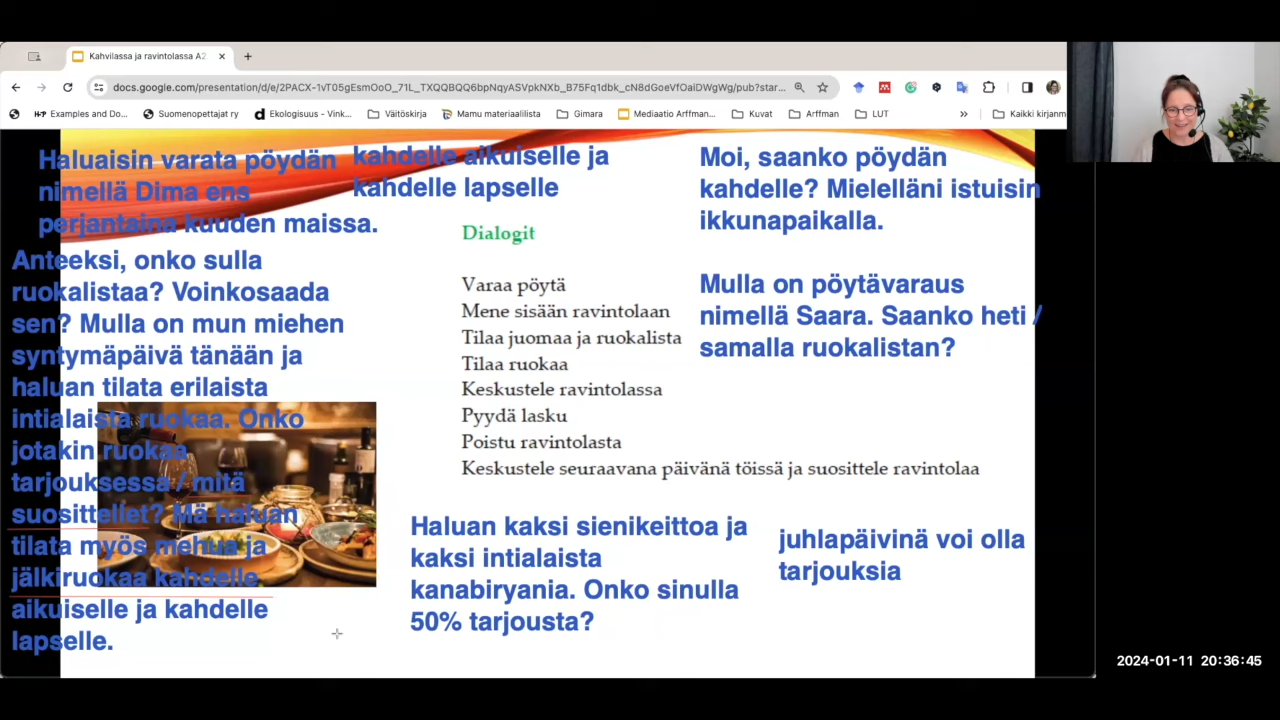 Kahvilassa ja ravintolassa A2
docs.google.com/presentation/d/e/2PACX-1vT05gEsmOoO_71L_TXQQBQQ6bpNqyASVpkNXb_B75Fq1dbk_cN8dGoeVfOaiDWgWg/pub?star...
Examples and Do... Suomenopettajat ry Ekologisuus - Vink... Väitöskirja Mamu materiaalilista Gimara Mediaatio Arffman... Kuvat Arffman LUT » Kaikki kirjanm
Haluaisin varata pöydän
nimellä Dima ens
perjantaina kuuden maissa.
kahdelle aikuiselle ja
kahdelle lapselle
Moi, saanko pöydän
kahdelle? Mielelläni istuisin
ikkunapaikalla.
Anteeksi, onko sulla
ruokalistaa? Voinkosaada
sen? Mulla on mun miehen
syntymäpäivä tänään ja
haluan tilata erilaista
intialaista ruokaa. Onko
jotakin ruokaa
tarjouksessa / mitä
suosittellet? Mä haluan
tilata myös mehua ja
jälkiruokaa kahdelle
aikuiselle ja kahdelle
lapselle.
Dialogit
Varaa pöytä
Mene sisään ravintolaan
Tilaa juomaa ja ruokalista
Tilaa ruokaa
Keskustele ravintolassa
Pyydä lasku
Poistu ravintolasta
Keskustele seuraavana päivänä töissä ja suosittele ravintolaa
Mulla on pöytävaraus
nimellä Saara. Saanko heti /
samalla ruokalistan?
Haluan kaksi sienikeittoa ja
kaksi intialaista
kanabiryania. Onko sinulla
50% tarjousta?
juhlapäivinä voi olla
tarjouksia
2024-01-11 20:36:45